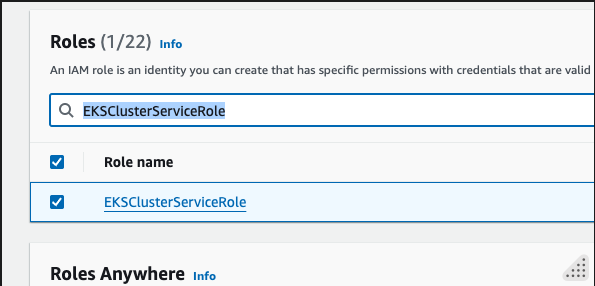 Roles (1/22) Info
An IAM role is an identity you can create that has specific permissions with credentials that are valid
EKSClusterServiceRole
Role name
EKSClusterServiceRole
Roles Anywhere Info